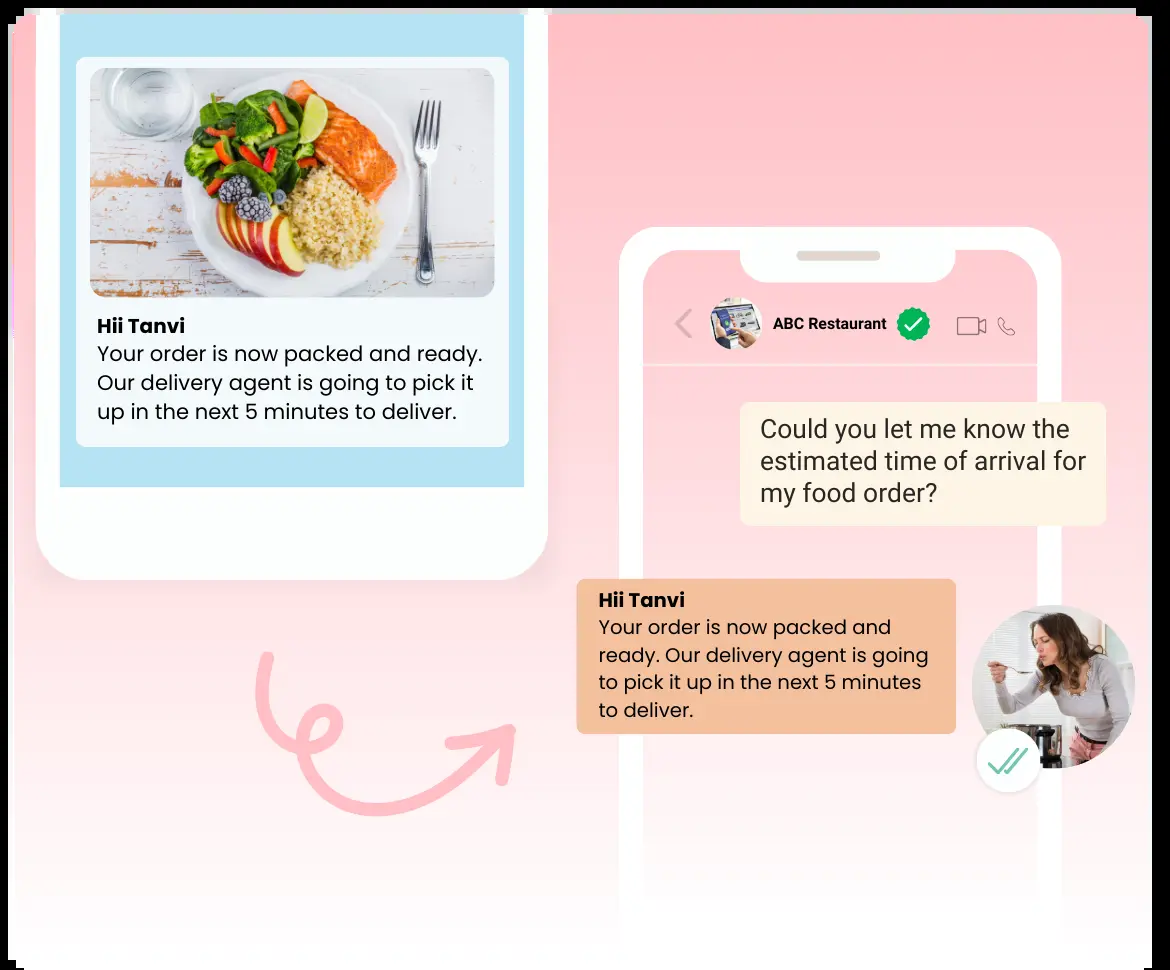 Hii Tanvi
Your order is now packed and ready.
Our delivery agent is going to pick it
up in the next 5 minutes to deliver.
ABC Restaurant
Could you let me know the
estimated time of arrival for
my food order?
Hii Tanvi
Your order is now packed and
ready. Our delivery agent is going
to pick it up in the next 5 minutes
to deliver.